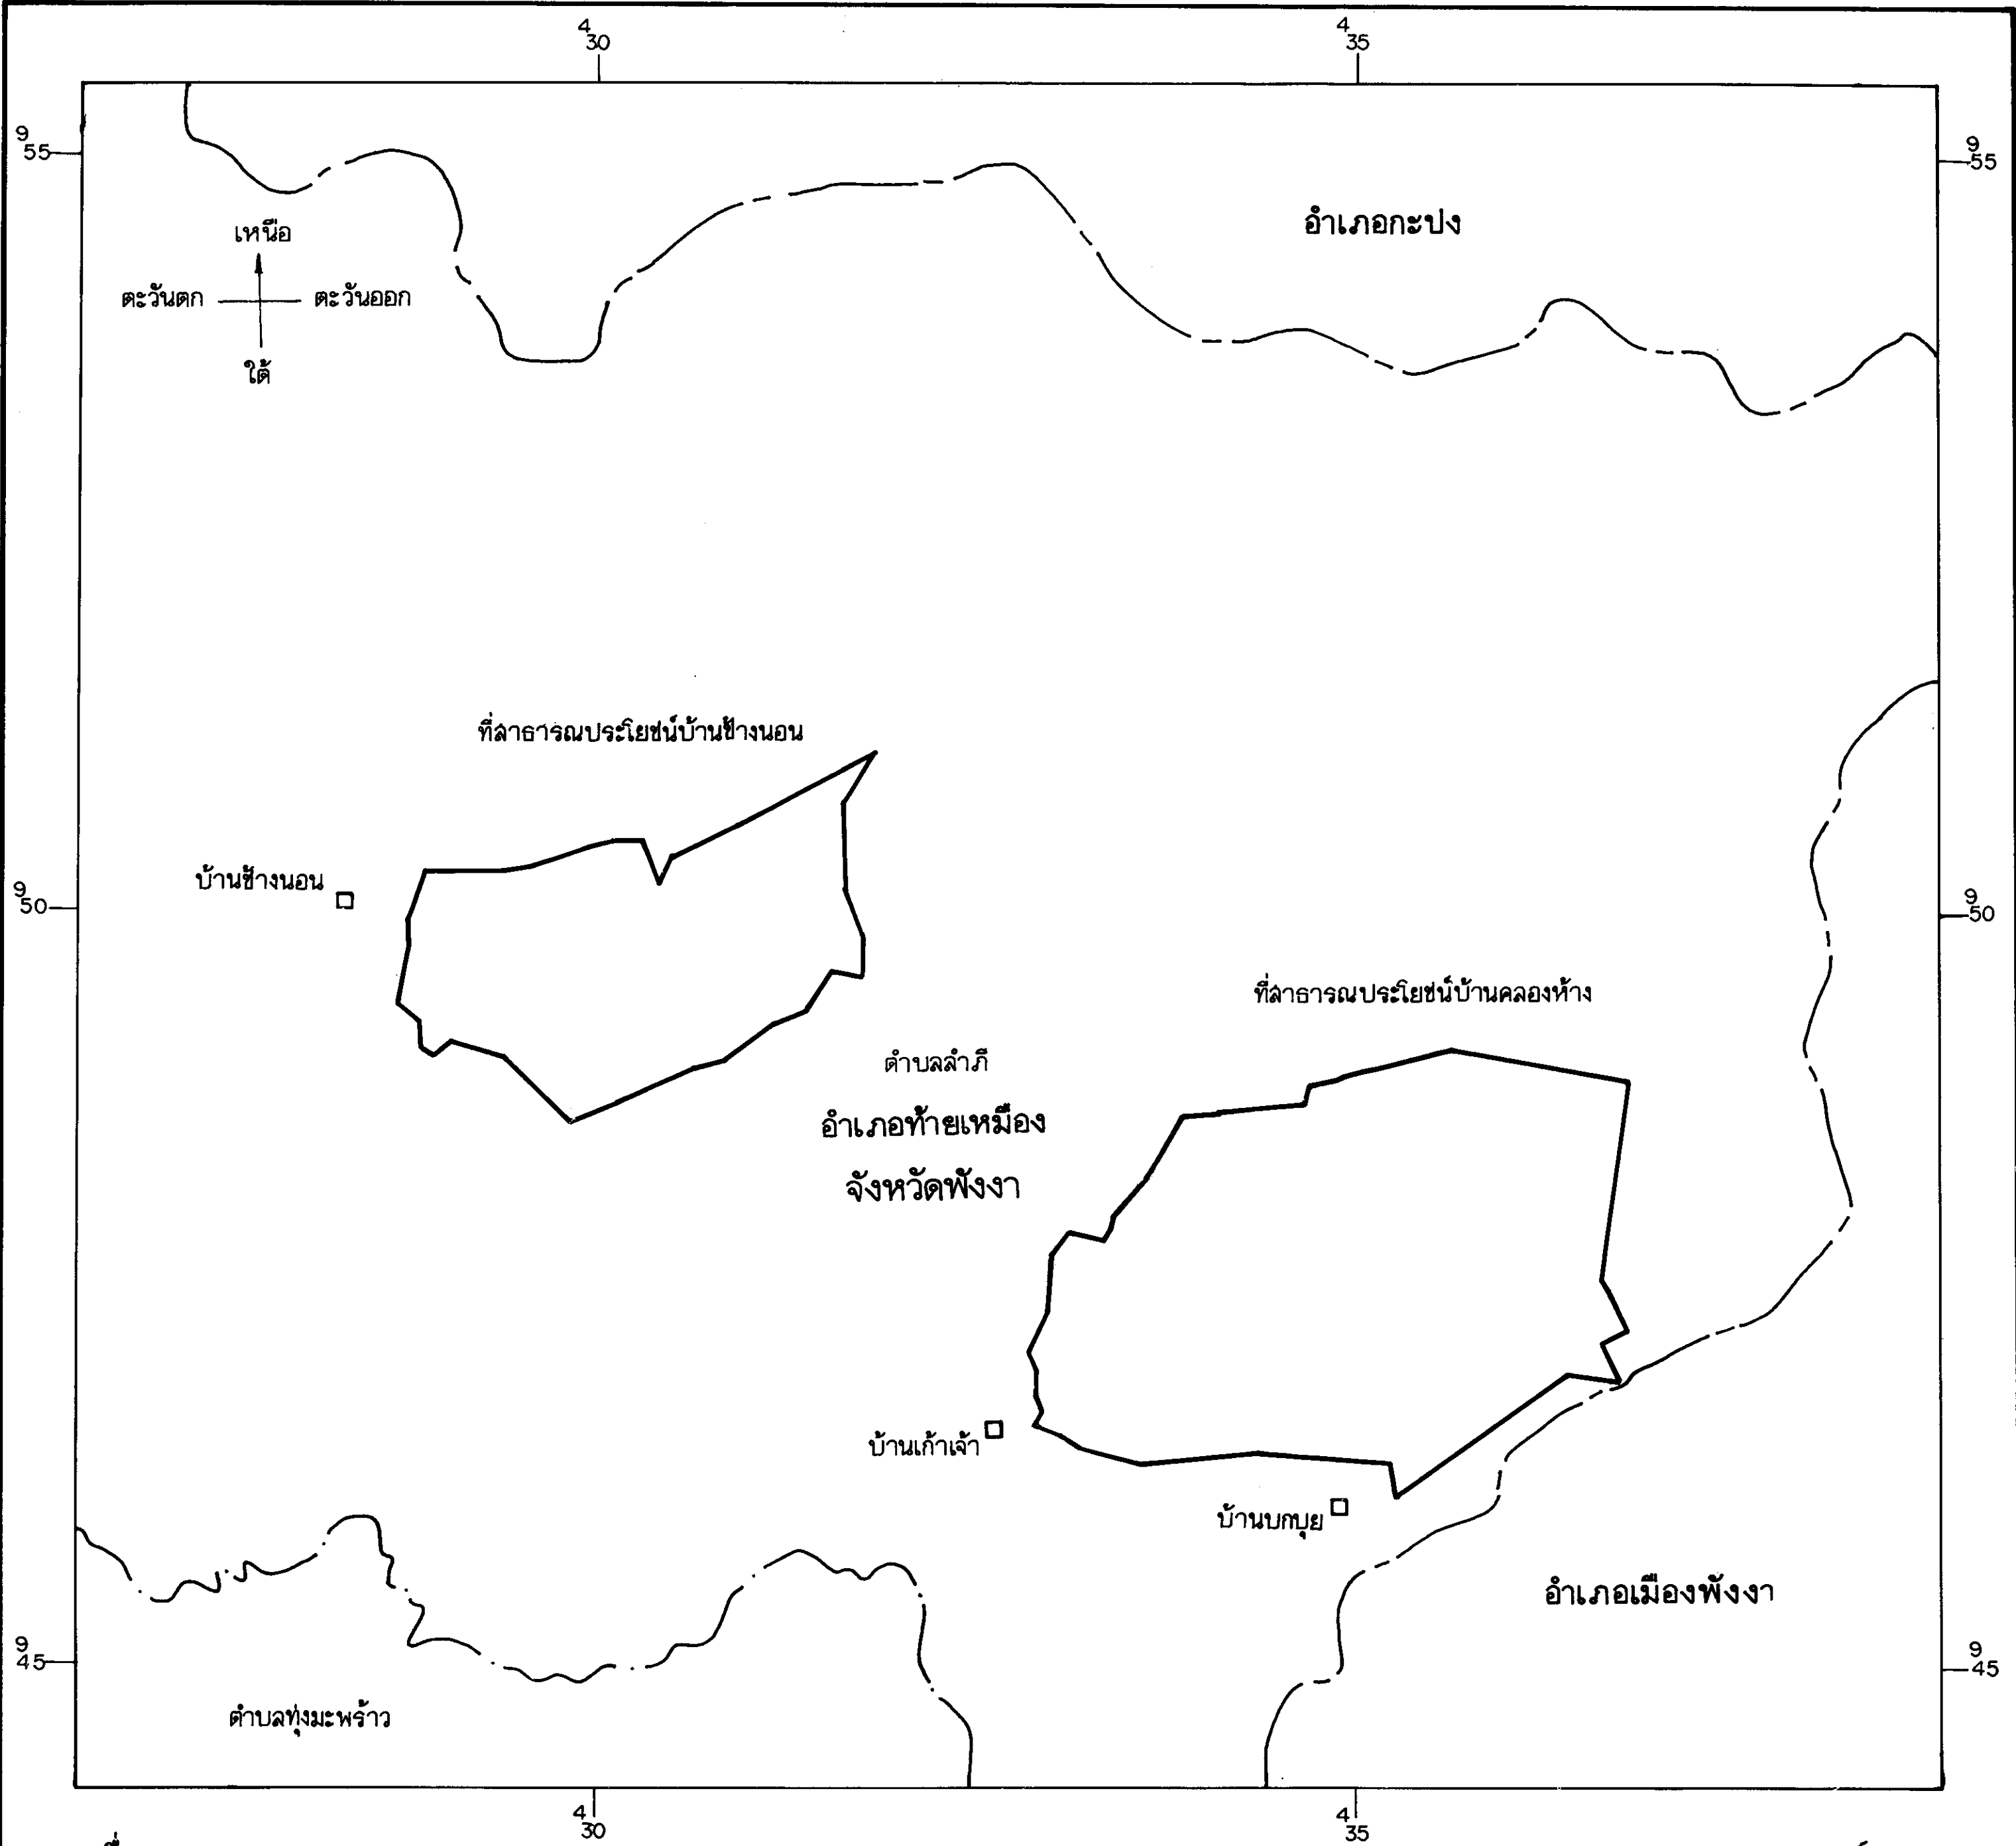 4
30
4
35
9
55
9
55
อำเภอกะปง
เหนือ
ตะวันตก ตะวันออก
ใต้
ที่สาธารณประโยชน์บ้านช้างนอน
บ้านช้างนอน
9
50
9
50
ที่สาธารณประโยชน์บ้านคลองห้าง
ตำบลลำภี
อำเภอท้ายเหมือง
จังหวัดพังงา
บ้านเก้าเจ้า
บ้านบกปุย
อำเภอเมืองพังงา
9
45
9
45
ตำบลทุ่งมะพร้าว
4
30
4
35